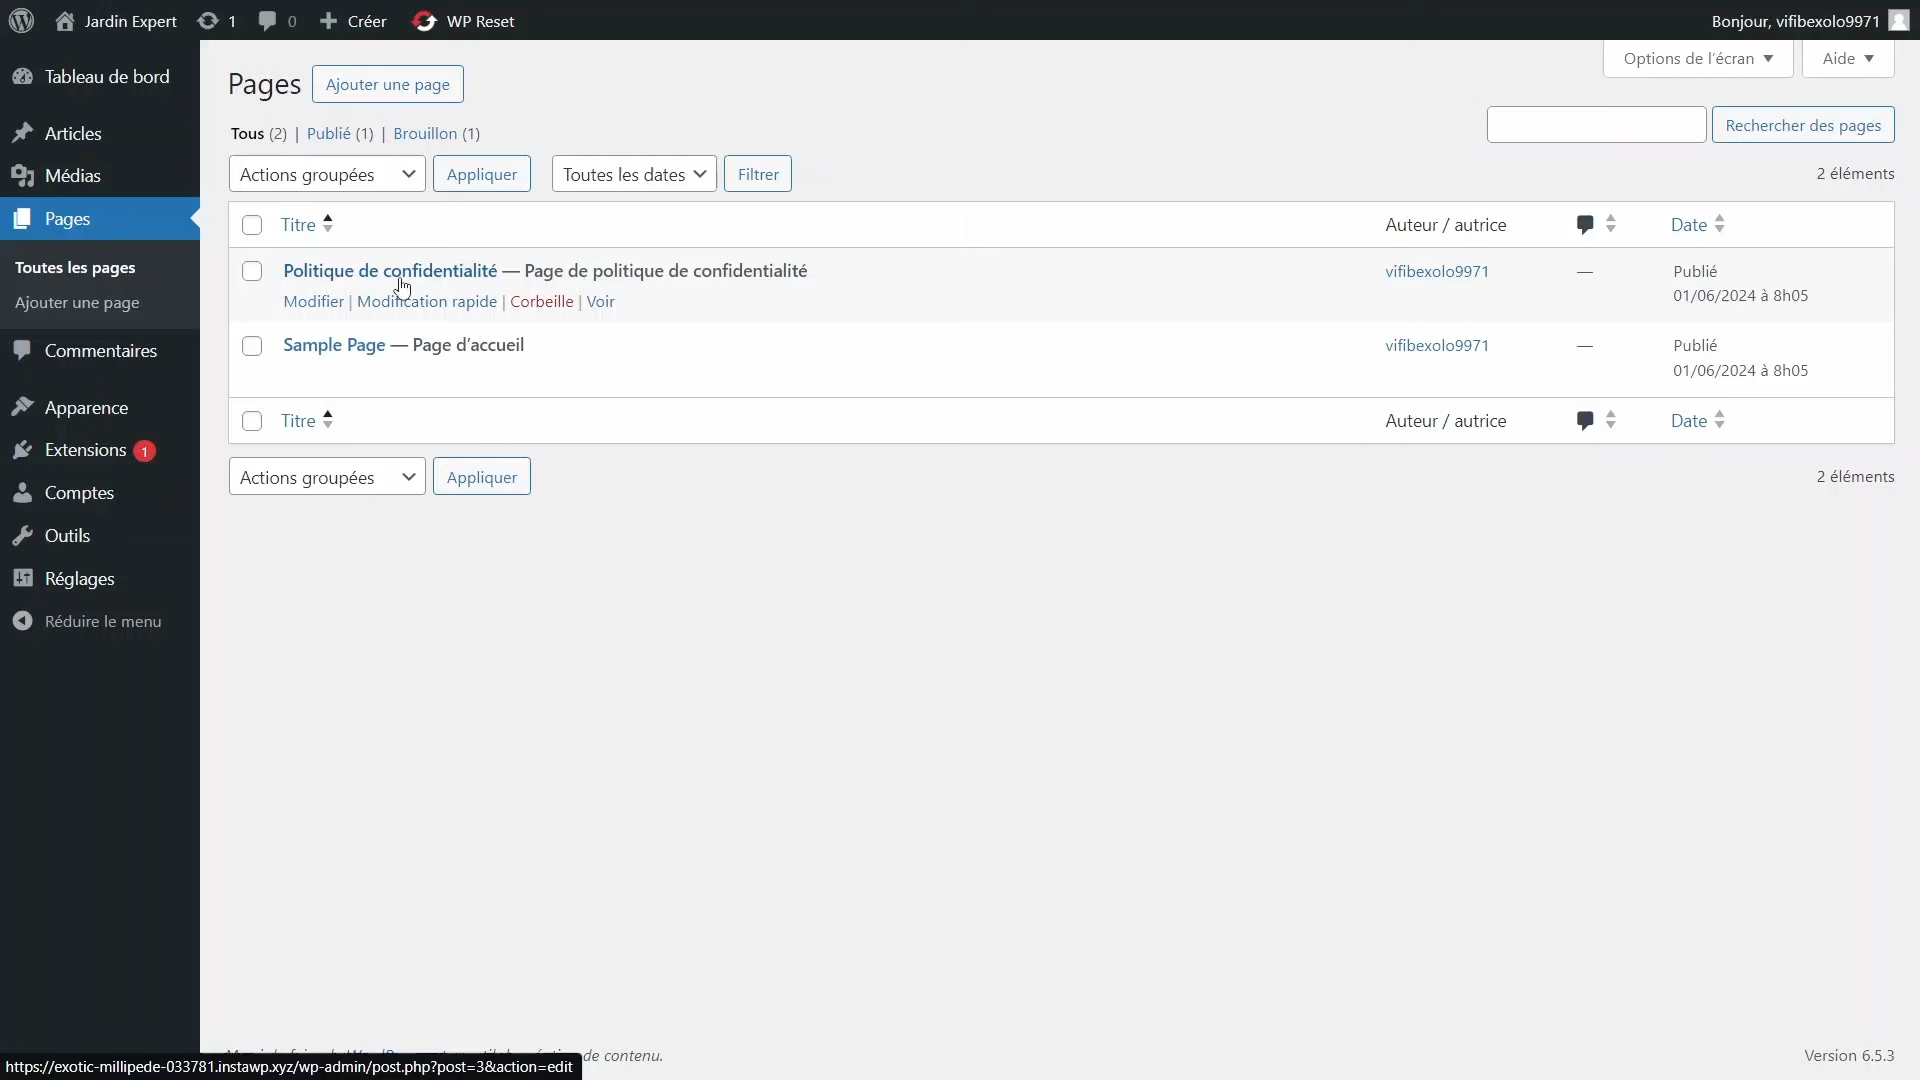 Jardin Expert 1 0 Créer WP Reset Bonjour, vifibexolo9971
Tableau de bord
Articles
Médias
Pages
Toutes les pages
Ajouter une page
Commentaires
Apparence
Extensions 1
Comptes
Outils
Réglages
Réduire le menu
Options de l'écran Aide
Pages Ajouter une page
Tous (2) | Publié (1) | Brouillon (1)
Rechercher des pages
Actions groupées Appliquer Toutes les dates Filtrer 2 éléments
Titre Auteur / autrice Date
Politique de confidentialité — Page de politique de confidentialité vifibexolo9971 — Publié
01/06/2024 à 8h05
Modifier | Modification rapide | Corbeille | Voir
Sample Page — Page d'accueil vifibexolo9971 — Publié
01/06/2024 à 8h05
Titre Auteur / autrice Date
Actions groupées Appliquer 2 éléments
de contenu. Version 6.5.3
https://exotic-millipede-033781.instawp.xyz/wp-admin/post.php?post=3&action=edit